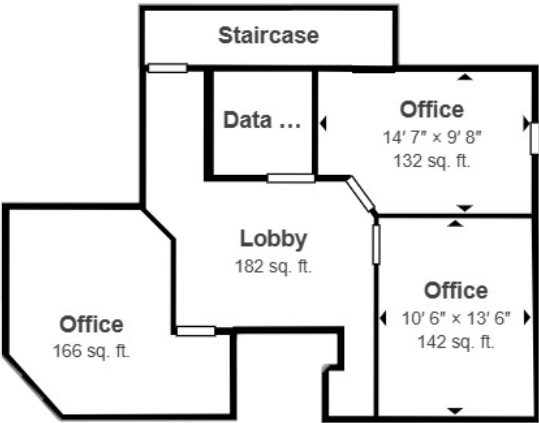 Staircase
Data …
Office
14′ 7″ × 9′ 8″
132 sq. ft.
Lobby
182 sq. ft.
Office
10′ 6″ × 13′ 6″
142 sq. ft.
Office
166 sq. ft.